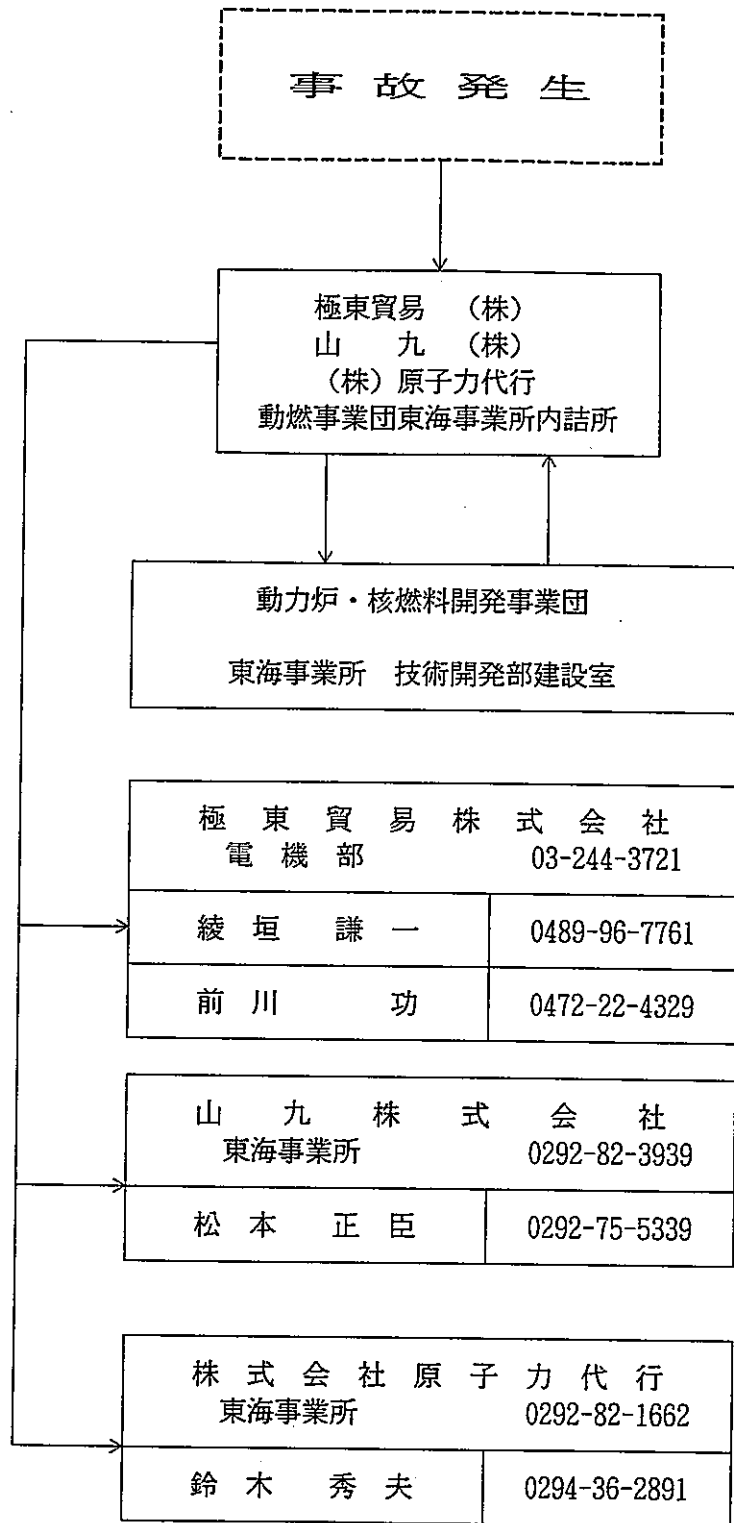 事故発生
極東貿易 （株）
山九 （株）
（株）原子力代行
動燃事業団東海事業所内詰所
動力炉・核燃料開発事業団
東海事業所 技術開発部建設室
極東貿易株式会社
電機部 03-244-3721
綾垣 謙一 0489-96-7761
前川 功 0472-22-4329
山九株式会社
東海事業所 0292-82-3939
松本 正臣 0292-75-5339
株式会社原子力代行
東海事業所 0292-82-1662
鈴木 秀夫 0294-36-2891